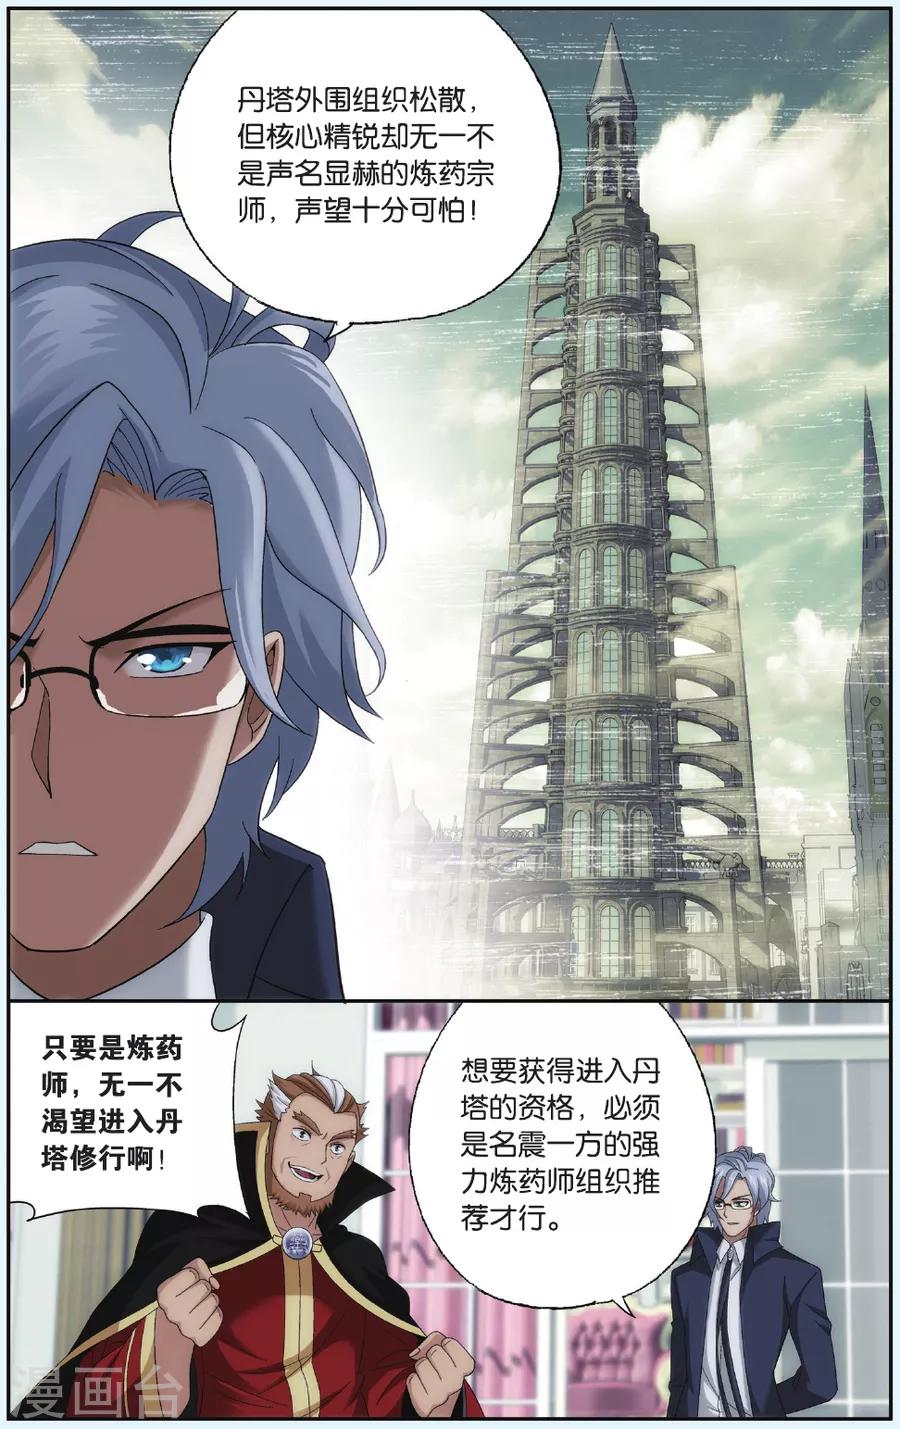 丹塔外围组织松散，
但核心精锐却无一不
是声名显赫的炼药宗
师，声望十分可怕！
只要是炼药
师，无一不
渴望进入丹
塔修行啊！
想要获得进入丹
塔的资格，必须
是名震一方的强
力炼药师组织推
荐才行。
漫画台